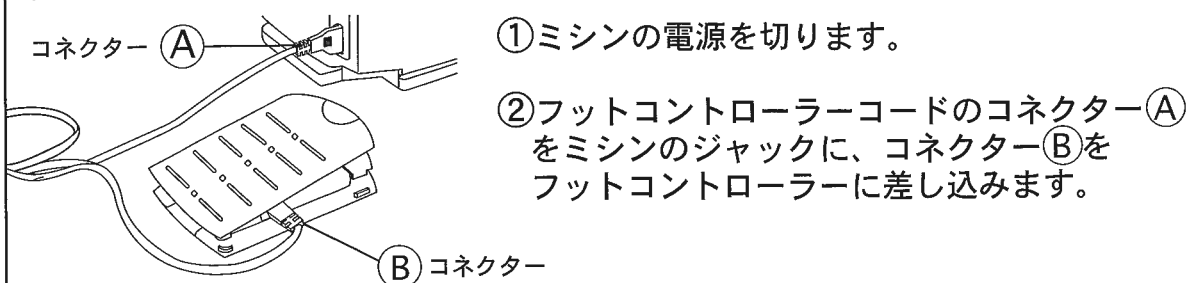 コネクター Ⓐ
①ミシンの電源を切ります。
②フットコントローラーコードのコネクターⒶ
をミシンのジャックに、コネクターⒷを
フットコントローラーに差し込みます。
Ⓑ コネクター